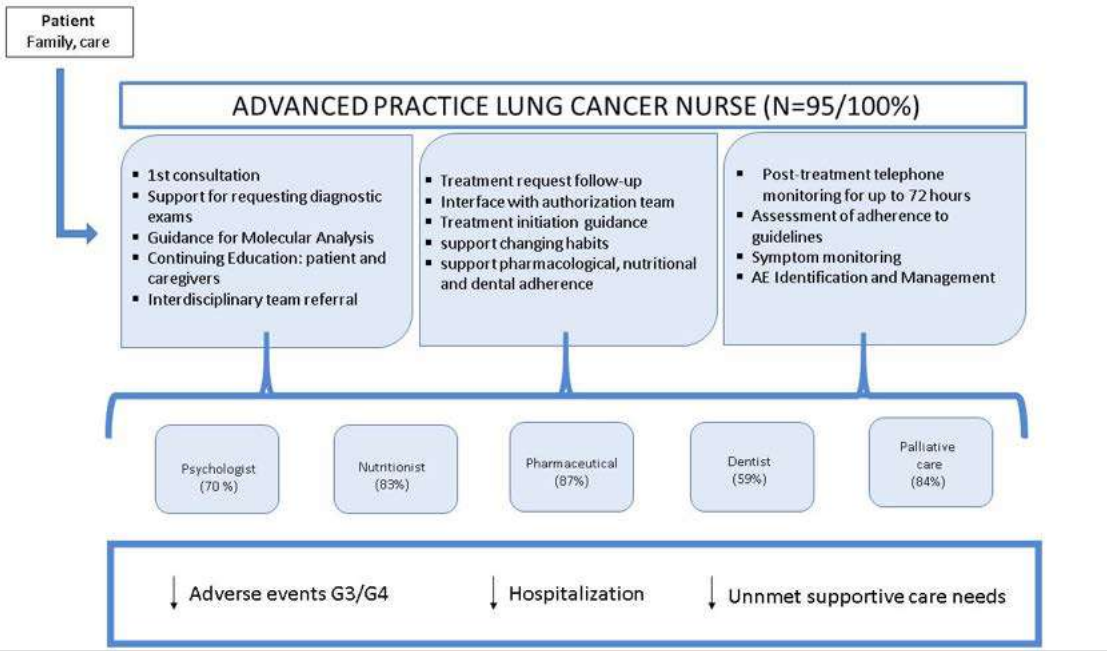 Patient
Family, care
ADVANCED PRACTICE LUNG CANCER NURSE (N=95/100%)
▪ 1st consultation
▪ Support for requesting diagnostic
exams
▪ Guidance for Molecular Analysis
▪ Continuing Education: patient and
caregivers
▪ Interdisciplinary team referral
▪ Treatment request follow-up
▪ Interface with authorization team
▪ Treatment initiation guidance
▪ support changing habits
▪ support pharmacological, nutritional
and dental adherence
▪ Post-treatment telephone
monitoring for up to 72 hours
▪ Assessment of adherence to
guidelines
▪ Symptom monitoring
▪ AE Identification and Management
Psychologist
(70 %)
Nutritionist
(83%)
Pharmaceutical
(87%)
Dentist
(59%)
Palliative
care
(84%)
↓ Adverse events G3/G4
↓ Hospitalization
↓ Unnmet supportive care needs